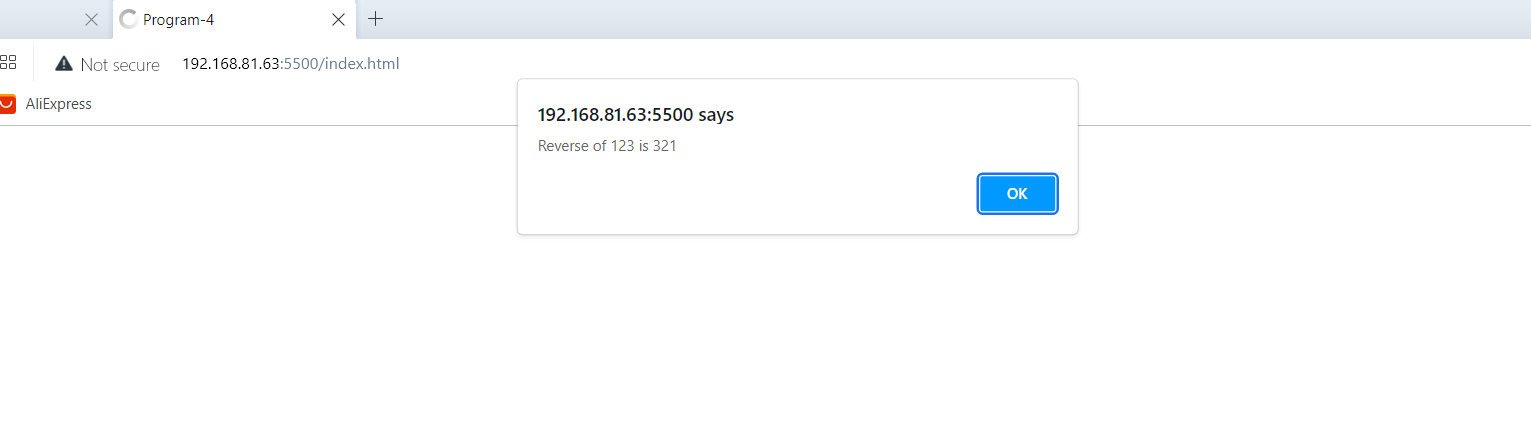 Program-4
Not secure 192.168.81.63:5500/index.html
AliExpress
192.168.81.63:5500 says
Reverse of 123 is 321
OK